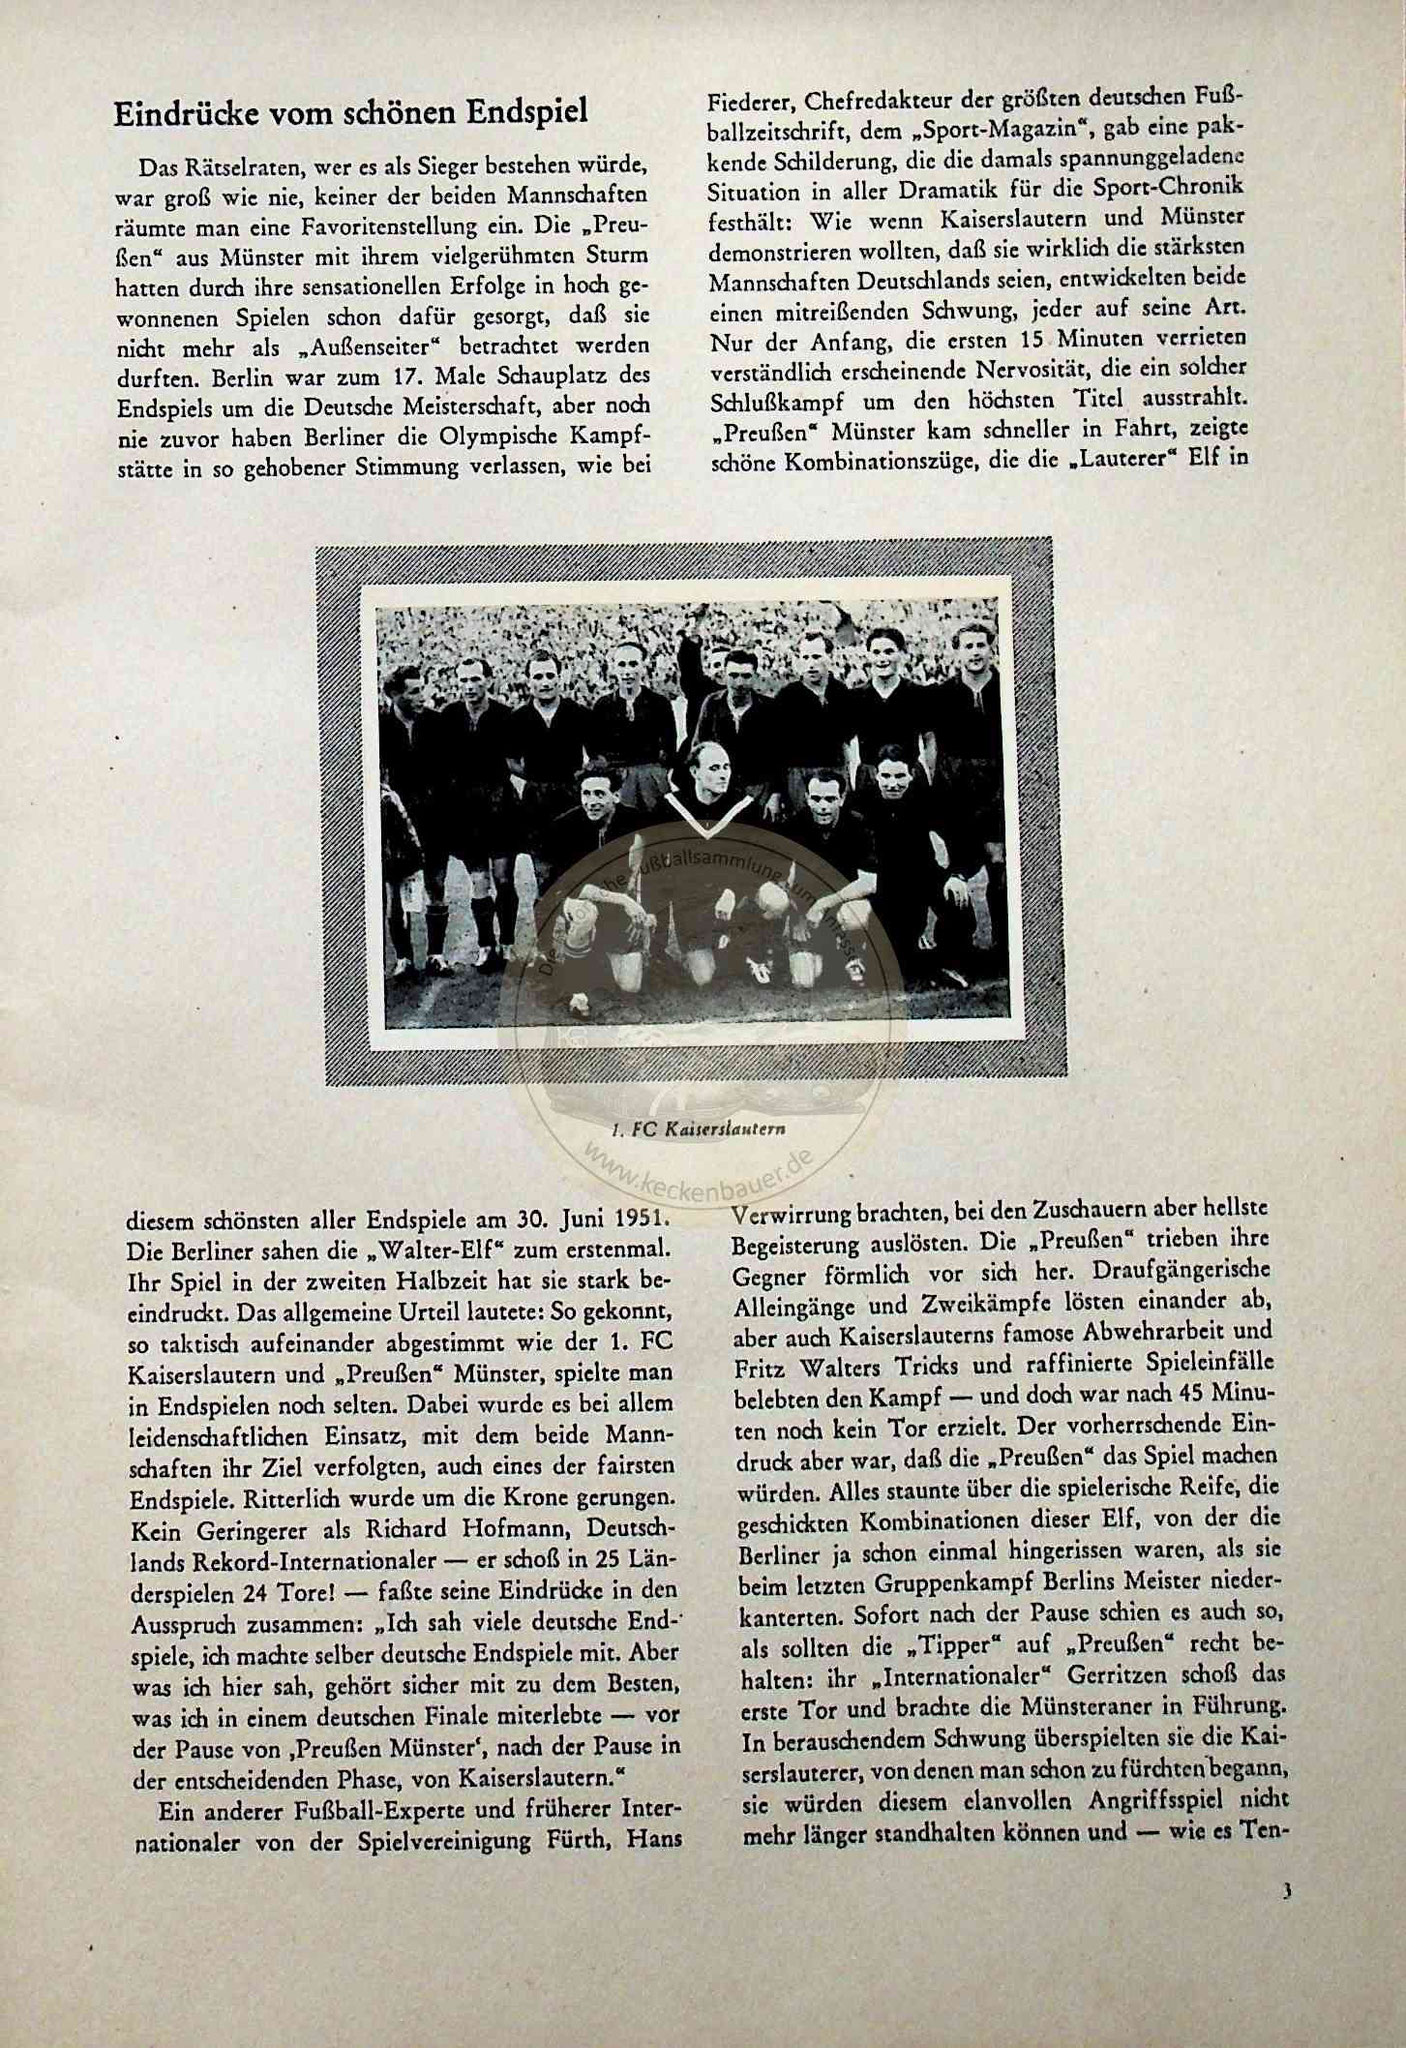 Eindrücke vom schönen Endspiel
Das Rätselraten, wer es als Sieger bestehen würde,
war groß wie nie, keiner der beiden Mannschaften
räumte man eine Favoritenstellung ein. Die „Preu-
ßen“ aus Münster mit ihrem vielgerühmten Sturm
hatten durch ihre sensationellen Erfolge in hoch ge-
wonnenen Spielen schon dafür gesorgt, daß sie
nicht mehr als „Außenseiter“ betrachtet werden
durften. Berlin war zum 17. Male Schauplatz des
Endspiels um die Deutsche Meisterschaft, aber noch
nie zuvor haben Berliner die Olympische Kampf-
stätte in so gehobener Stimmung verlassen, wie bei
diesem schönsten aller Endspiele am 30. Juni 1951.
Die Berliner sahen die „Walter-Elf“ zum erstenmal.
Ihr Spiel in der zweiten Halbzeit hat sie stark be-
eindruckt. Das allgemeine Urteil lautete: So gekonnt,
so taktisch aufeinander abgestimmt wie der 1. FC
Kaiserslautern und „Preußen“ Münster, spielte man
in Endspielen noch selten. Dabei wurde es bei allem
leidenschaftlichen Einsatz, mit dem beide Mann-
schaften ihr Ziel verfolgten, auch eines der fairsten
Endspiele. Ritterlich wurde um die Krone gerungen.
Kein Geringerer als Richard Hofmann, Deutsch-
lands Rekord-Internationaler — er schoß in 25 Län-
derspielen 24 Tore! — faßte seine Eindrücke in den
Ausspruch zusammen: „Ich sah viele deutsche End-
spiele, ich machte selber deutsche Endspiele mit. Aber
was ich hier sah, gehört sicher mit zu dem Besten,
was ich in einem deutschen Finale miterlebte — vor
der Pause von ‚Preußen Münster‘, nach der Pause in
der entscheidenden Phase, von Kaiserslautern.“
Ein anderer Fußball-Experte und früherer Inter-
nationaler von der Spielvereinigung Fürth, Hans
Fiederer, Chefredakteur der größten deutschen Fuß-
ballzeitschrift, dem „Sport-Magazin“, gab eine pak-
kende Schilderung, die die damals spannunggeladene
Situation in aller Dramatik für die Sport-Chronik
festhält: Wie wenn Kaiserslautern und Münster
demonstrieren wollten, daß sie wirklich die stärksten
Mannschaften Deutschlands seien, entwickelten beide
einen mitreißenden Schwung, jeder auf seine Art.
Nur der Anfang, die ersten 15 Minuten verrieten
verständlich erscheinende Nervosität, die ein solcher
Schlußkampf um den höchsten Titel ausstrahlt.
„Preußen“ Münster kam schneller in Fahrt, zeigte
schöne Kombinationszüge, die die „Lauterer“ Elf in
Verwirrung brachten, bei den Zuschauern aber hellste
Begeisterung auslösten. Die „Preußen“ trieben ihre
Gegner förmlich vor sich her. Draufgängerische
Alleingänge und Zweikämpfe lösten einander ab,
aber auch Kaiserslauterns famose Abwehrarbeit und
Fritz Walters Tricks und raffinierte Spieleinfälle
belebten den Kampf — und doch war nach 45 Minu-
ten noch kein Tor erzielt. Der vorherrschende Ein-
druck aber war, daß die „Preußen“ das Spiel machen
würden. Alles staunte über die spielerische Reife, die
geschickten Kombinationen dieser Elf, von der die
Berliner ja schon einmal hingerissen waren, als sie
beim letzten Gruppenkampf Berlins Meister nieder-
kanterten. Sofort nach der Pause schien es auch so,
als sollten die „Tipper“ auf „Preußen“ recht be-
halten: ihr „Internationaler“ Gerritzen schoß das
erste Tor und brachte die Münsteraner in Führung.
In berauschendem Schwung überspielten sie die Kai-
serslauterer, von denen man schon zu fürchten begann,
sie würden diesem elanvollen Angriffsspiel nicht
mehr länger standhalten können und — wie es Ten-
1. FC Kaiserslautern
www.keckenbauer.de
3